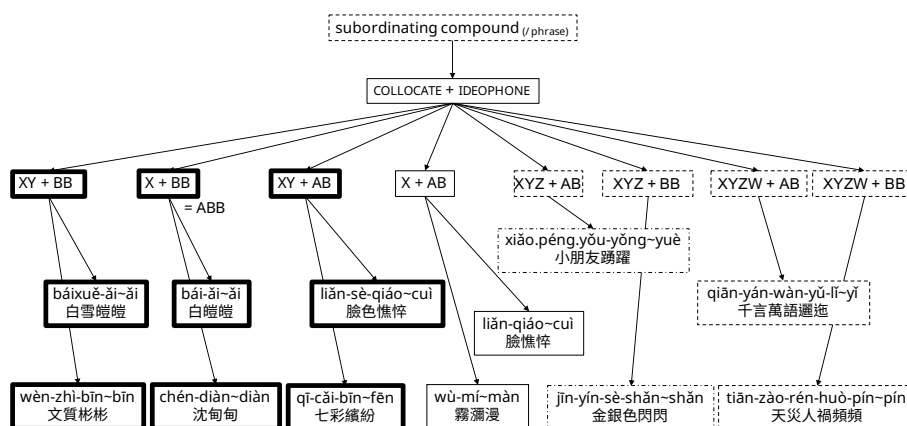 subordinating compound (/ phrase)
COLLOCATE + IDEOPHONE
XY + BB
X + BB
XY + AB
X + AB
XYZ + AB
XYZ + BB
XYZW + AB
XYZW + BB
= ABB
xiǎo.péng.yǒu-yǒng~yuè
小朋友踴躍
báixuě-ǎi~ǎi
白雪皚皚
bái-ǎi~ǎi
白皚皚
liǎn-sè-qiáo~cuì
臉色憔悴
qiān-yán-wàn-yǔ-lǐ~yǐ
千言萬語邐迤
liǎn-qiáo~cuì
臉憔悴
wèn-zhì-bīn~bīn
文質彬彬
chén-diàn~diàn
沈甸甸
qī-cǎi-bīn~fēn
七彩繽紛
wù-mí~màn
霧瀰漫
jīn-yín-sè-shǎn~shǎn
金銀色閃閃
tiān-zào-rén-huò-pín~pín
天災人禍頻頻